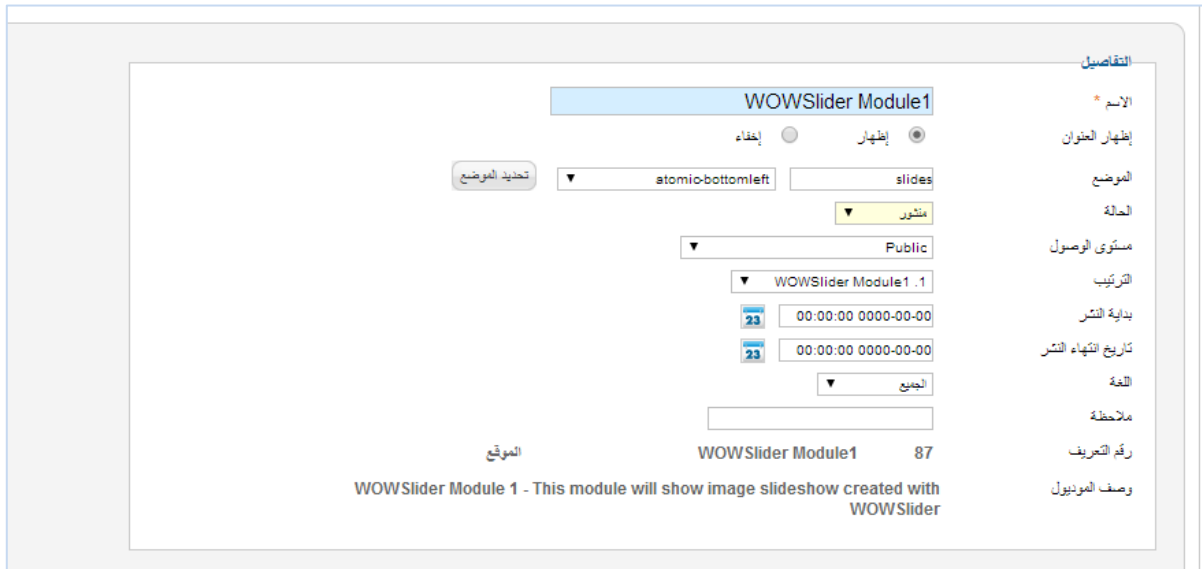 التفاصيل
الاسم * WOWSlider Module1
إظهار العنوان إظهار إخفاء
الموضع slides atomic-bottomleft تحديد الموضع
الحالة منشور
مستوى الوصول Public
الترتيب 1. WOWSlider Module1
بداية النشر 00:00:00 0000-00-00
23
تاريخ انتهاء النشر 00:00:00 0000-00-00
23
اللغة الجميع
ملاحظة
رقم التعريف 87 WOWSlider Module1 الموقع
وصف الموديول WOWSlider Module 1 - This module will show image slideshow created with
WOWSlider